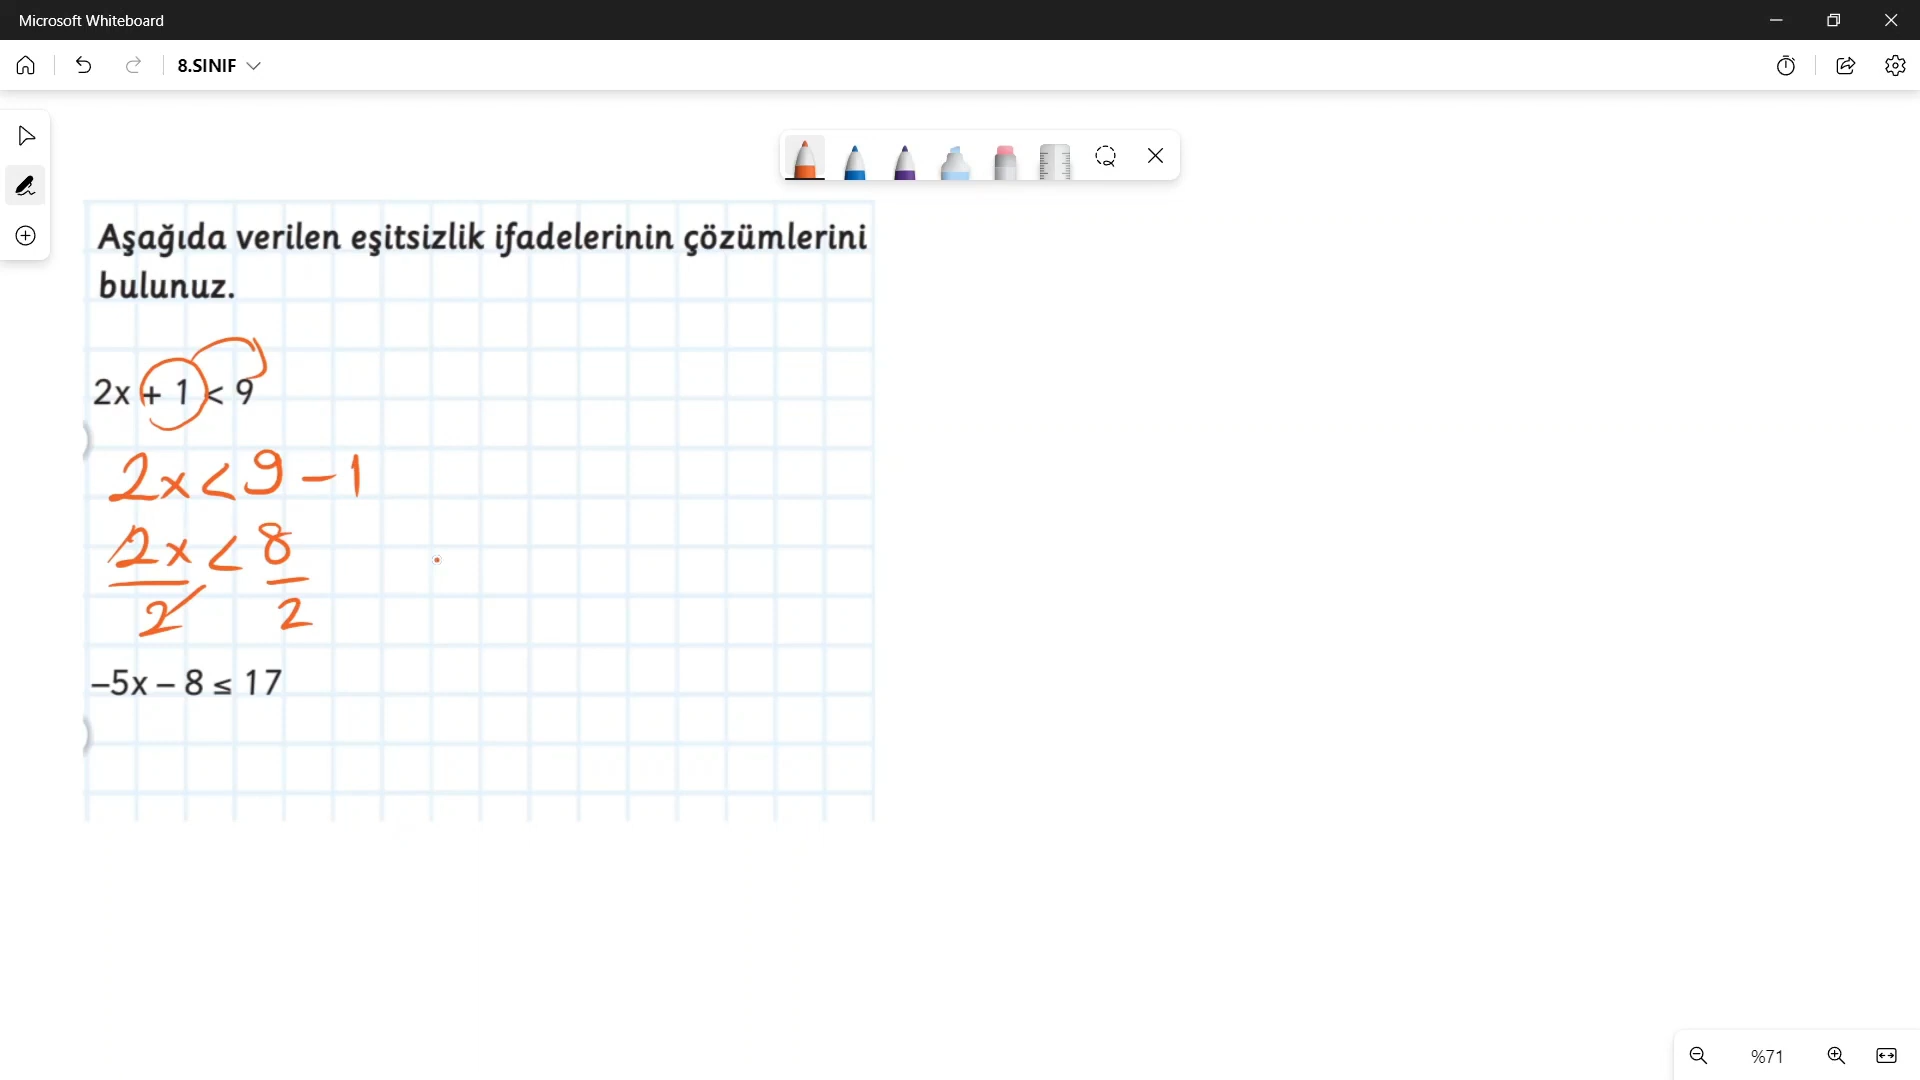 Microsoft Whiteboard
8.SINIF
Aşağıda verilen eşitsizlik ifadelerinin çözümlerini
bulunuz.
2x + 1 < 9
2x < 9 - 1
2x < 8
2 2
-5x - 8 ≤ 17
%71